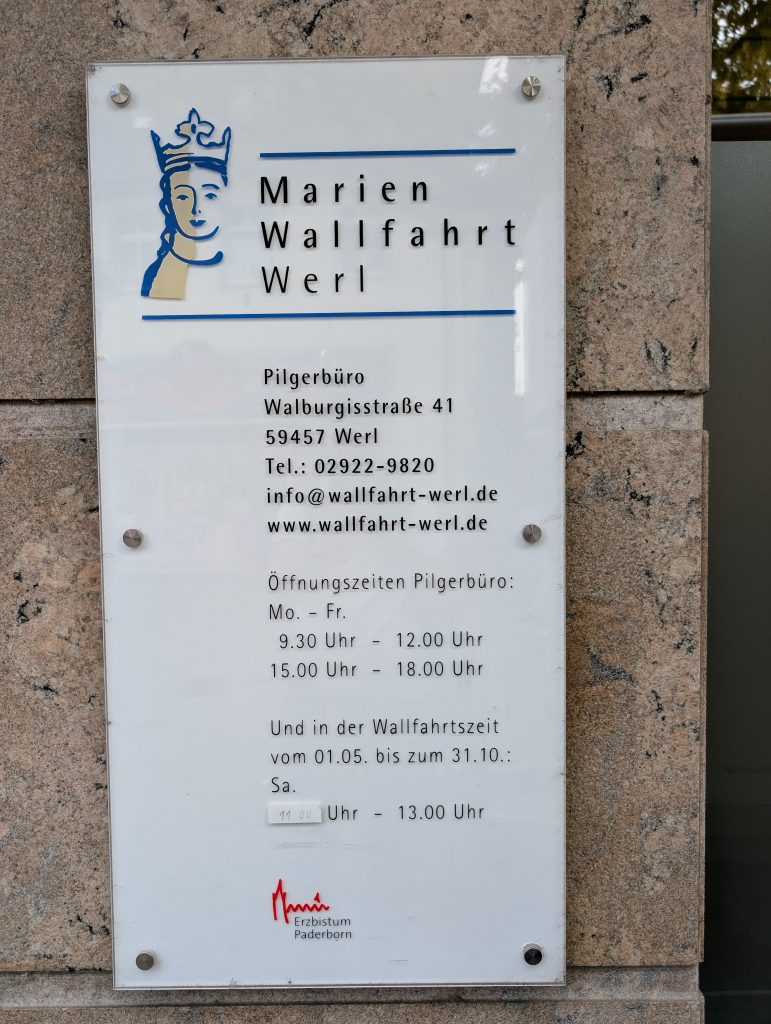 Marien
Wallfahrt
Werl
Pilgerbüro
Walburgisstraße 41
59457 Werl
Tel.: 02922-9820
info@wallfahrt-werl.de
www.wallfahrt-werl.de
Öffnungszeiten Pilgerbüro:
Mo. – Fr.
9.30 Uhr – 12.00 Uhr
15.00 Uhr – 18.00 Uhr
Und in der Wallfahrtszeit
vom 01.05. bis zum 31.10.:
Sa.
11 00 Uhr – 13.00 Uhr
Erzbistum
Paderborn